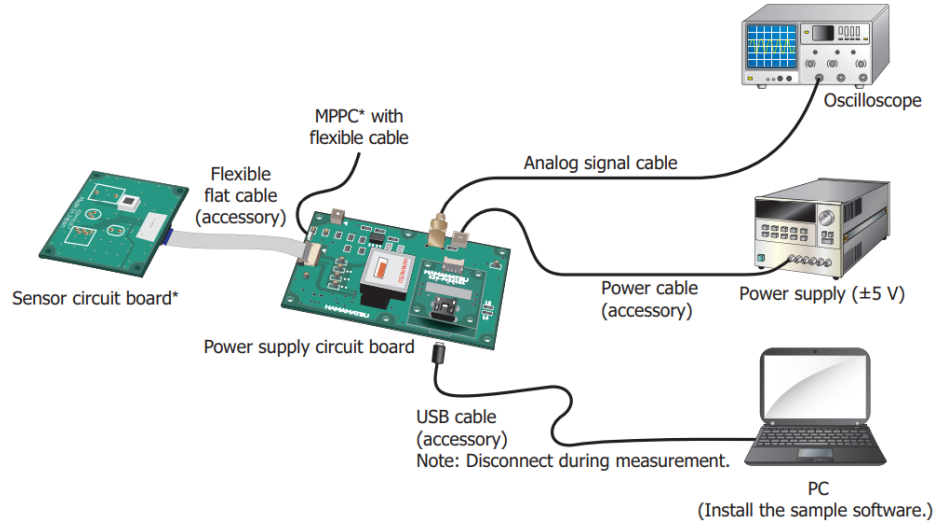 Oscilloscope
MPPC* with
flexible cable
Analog signal cable
Flexible
flat cable
(accessory)
Sensor circuit board*
HAMAMATSU
HAMAMATSU
Power cable
(accessory)
Power supply (±5 V)
Power supply circuit board
USB cable
(accessory)
Note: Disconnect during measurement.
PC
(Install the sample software.)